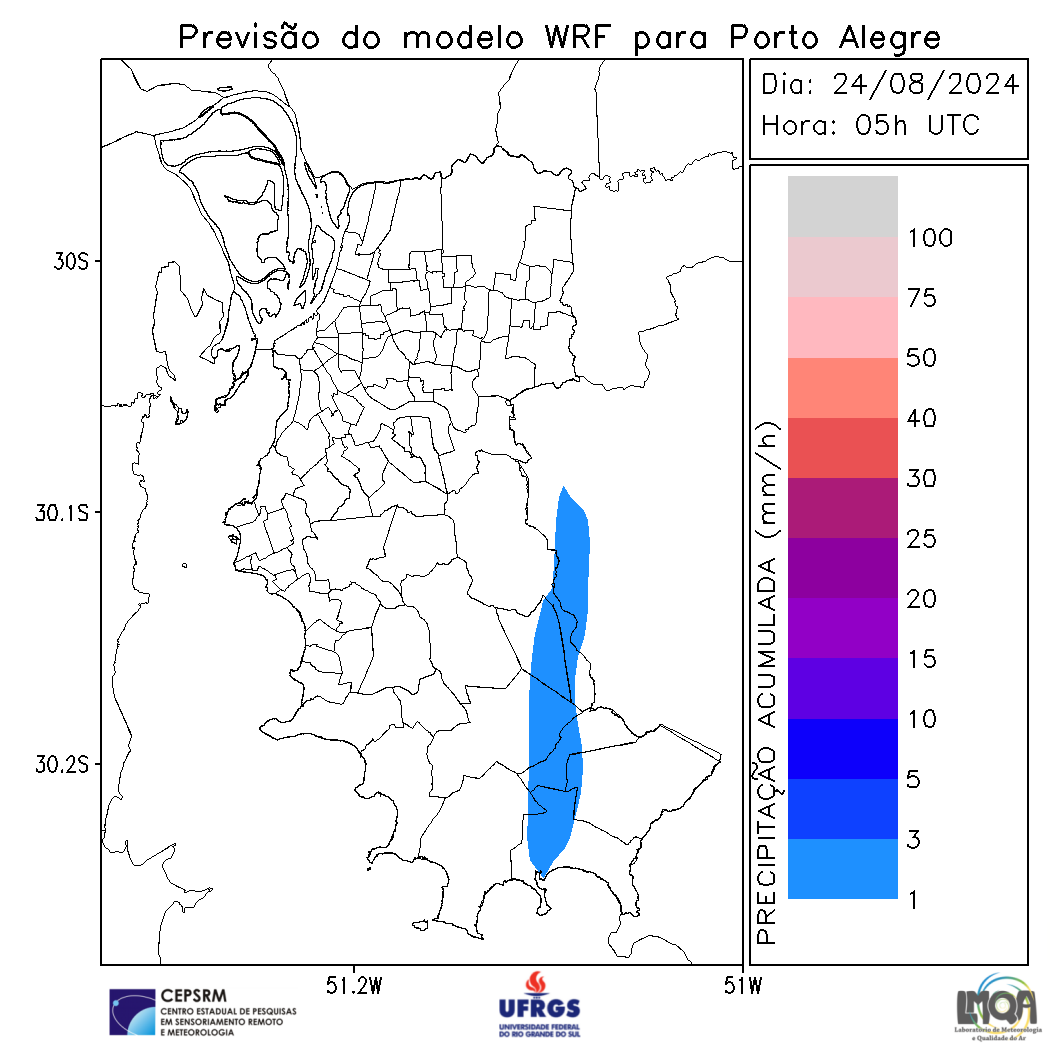 Previsão do modelo WRF para Porto Alegre
Dia: 24/08/2024
Hora: 05h UTC
30S
30.1S
30.2S
51.2W
51W
PRECIPITAÇÃO ACUMULADA (mm/h)
100
75
50
40
30
25
20
15
10
5
3
1
CEPSRM
CENTRO ESTADUAL DE PESQUISAS
EM SENSORIAMENTO REMOTO
E METEOROLOGIA
UFRGS
UNIVERSIDADE FEDERAL
DO RIO GRANDE DO SUL
LMQA
Laboratório de Meteorologia
e Qualidade do Ar